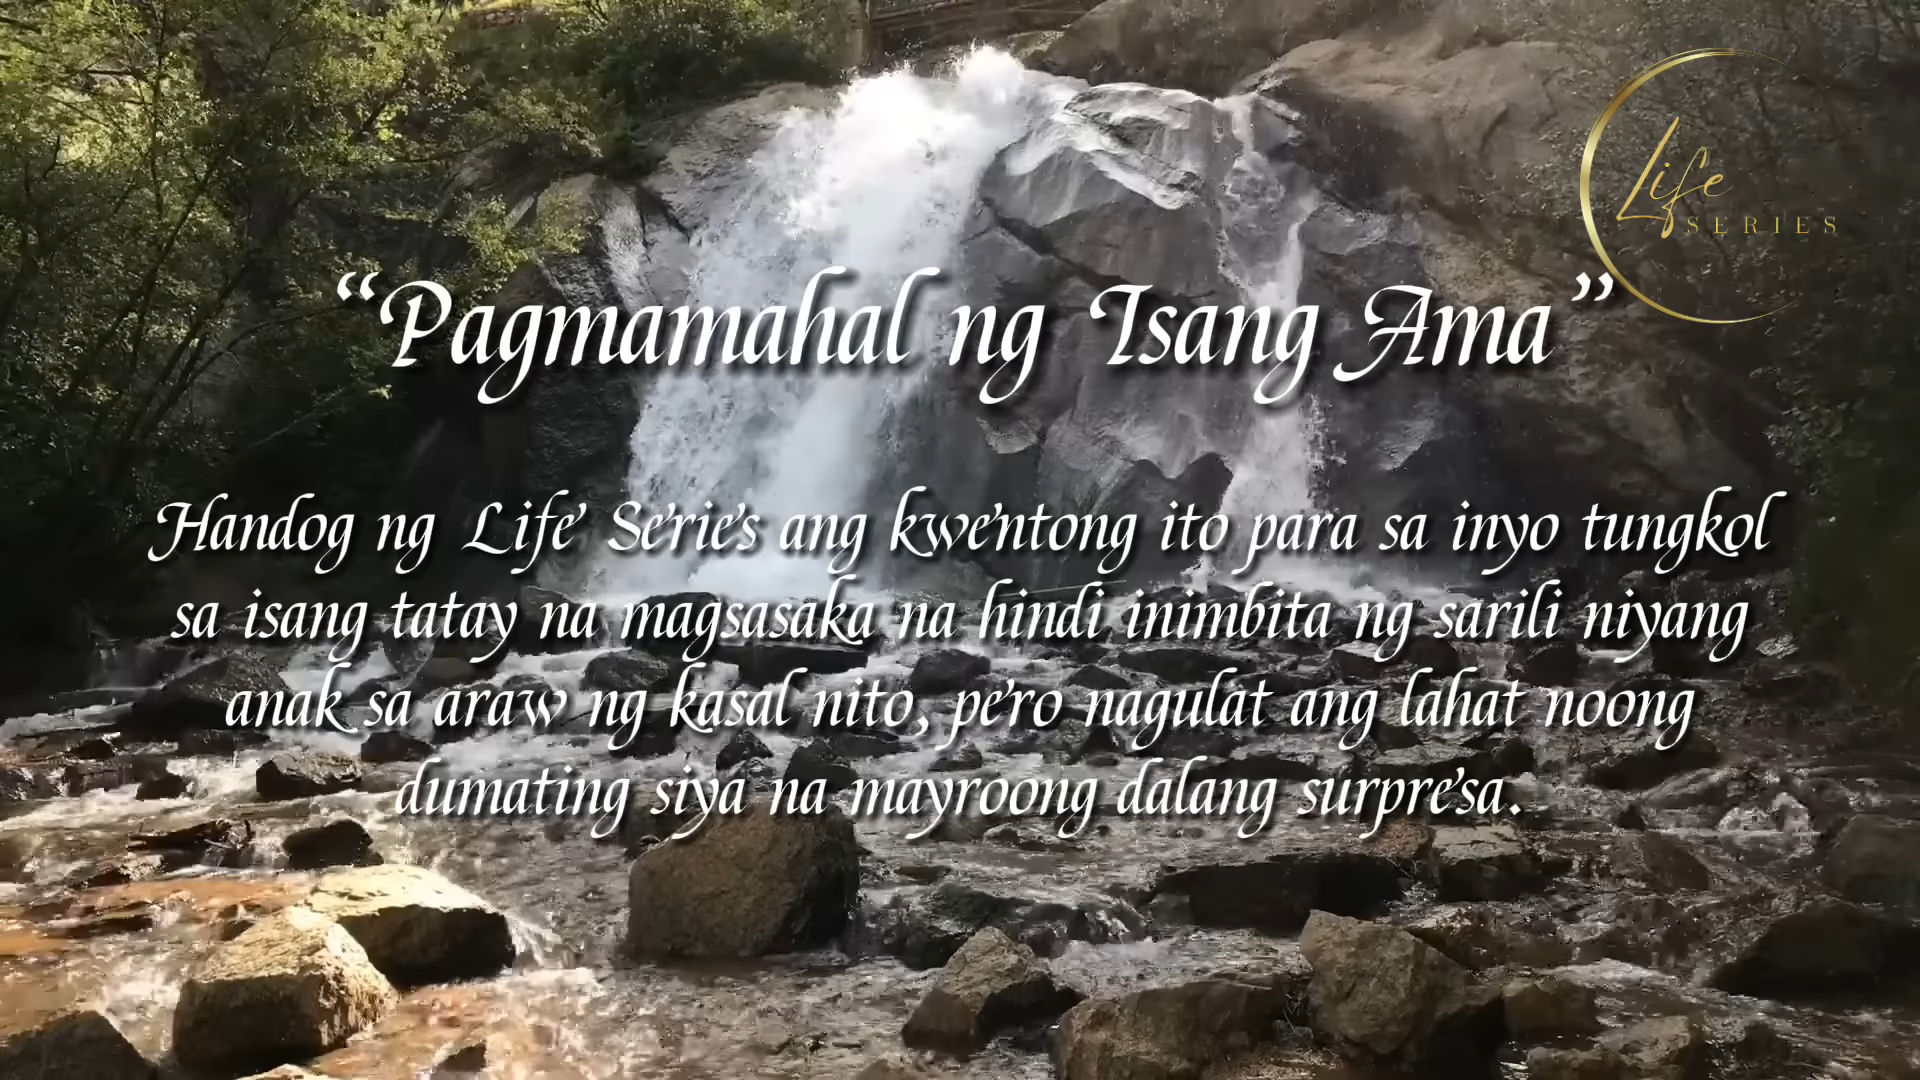 Life
SERIES
“Pagmamahal ng Isang Ama”
Handog ng Life Series ang kwentong ito para sa inyo tungkol
sa isang tatay na magsasaka na hindi inimbita ng sarili niyang
anak sa araw ng kasal nito, pero nagulat ang lahat noong
dumating siya na mayroong dalang surpresa.